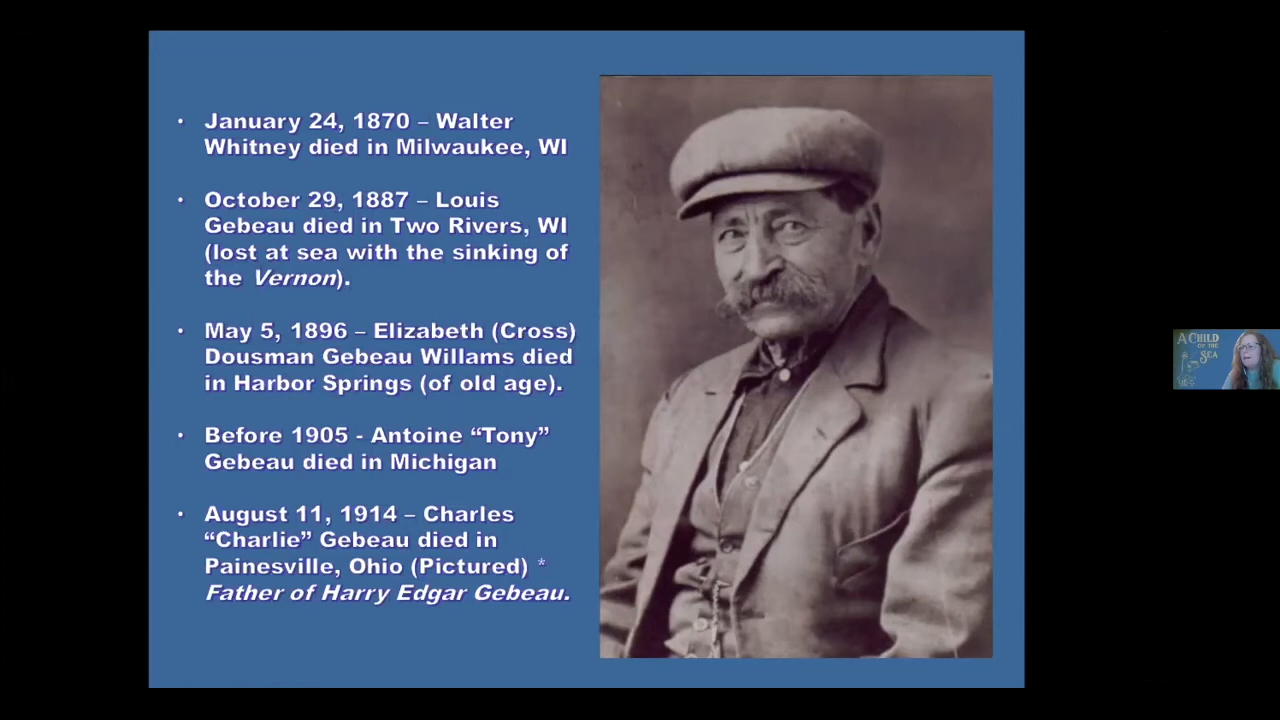 • January 24, 1870 – Walter
Whitney died in Milwaukee, WI
• October 29, 1887 – Louis
Gebeau died in Two Rivers, WI
(lost at sea with the sinking of
the Vernon).
• May 5, 1896 – Elizabeth (Cross)
Dousman Gebeau Willams died
in Harbor Springs (of old age).
• Before 1905 - Antoine “Tony”
Gebeau died in Michigan
• August 11, 1914 – Charles
“Charlie” Gebeau died in
Painesville, Ohio (Pictured) *
Father of Harry Edgar Gebeau.
A CHILD
OF THE
SEA